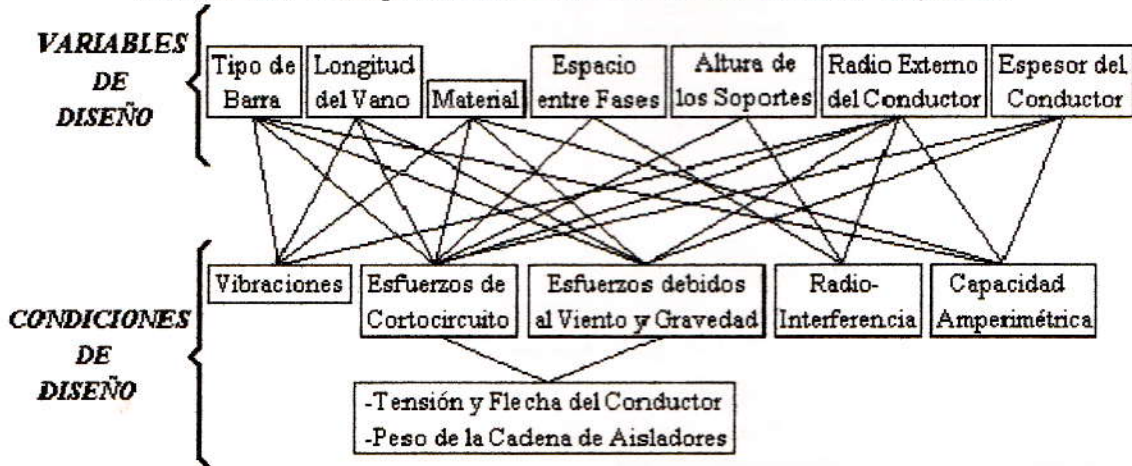 VARIABLES
DE
DISEÑO
Tipo de
Barra
Longitud
del Vano
Material
Espacio
entre Fases
Altura de
los Soportes
Radio Externo
del Conductor
Espesor del
Conductor
CONDICIONES
DE
DISEÑO
Vibraciones
Esfuerzos de
Cortocircuito
Esfuerzos debidos
al Viento y Gravedad
Radio-
Interferencia
Capacidad
Amperimétrica
-Tensión y Flecha del Conductor
-Peso de la Cadena de Aisladores